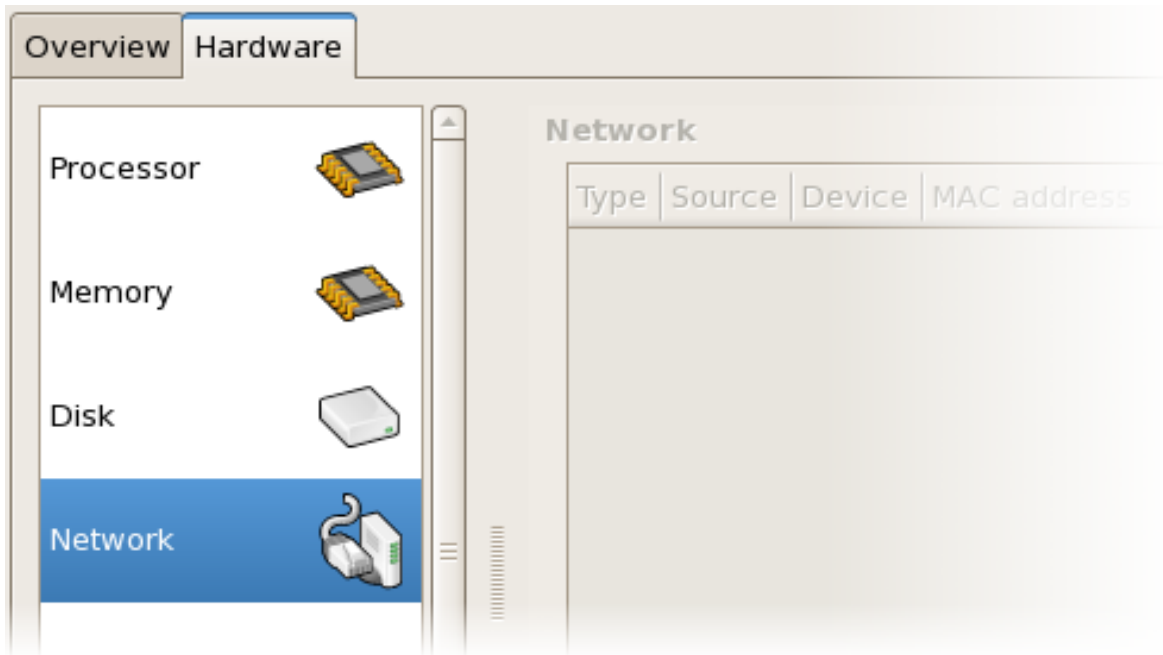 Overview Hardware
Processor
Memory
Disk
Network
Network
Type Source Device MAC address